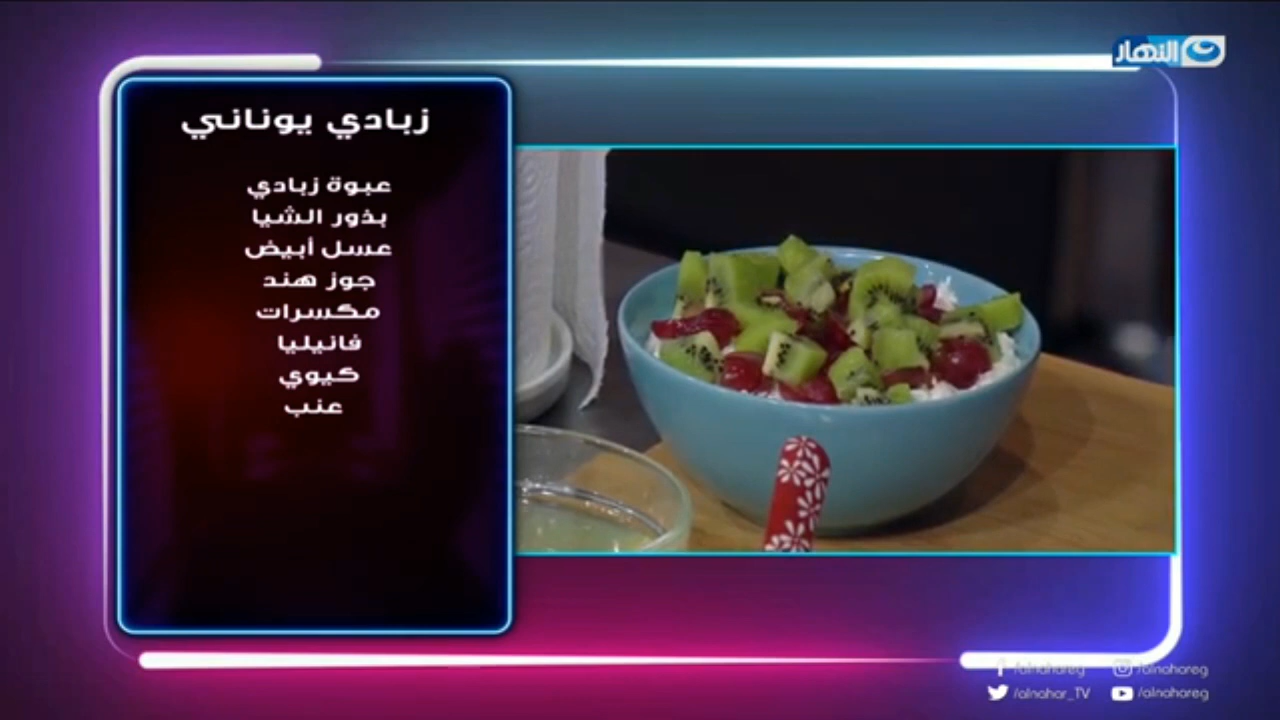 النهار
زبادي يوناني
عبوة زبادي
بذور الشيا
عسل أبيض
جوز هند
مكسرات
فانيليا
كيوي
عنب
/alnahareg
/alnahareg
/alnahar_TV
/alnahareg